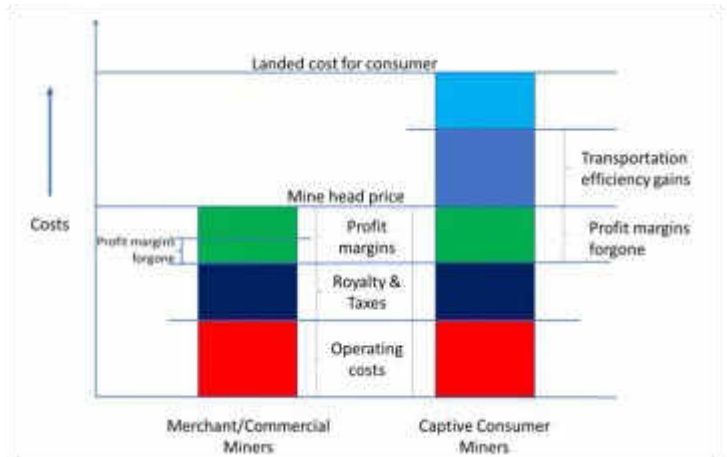 Landed cost for consumer
Transportation
efficiency gains
Mine head price
Costs
Profit margins
forgone
Profit
margins
Profit margins
forgone
Royalty &
Taxes
Operating
costs
Merchant/Commercial
Miners
Captive Consumer
Miners